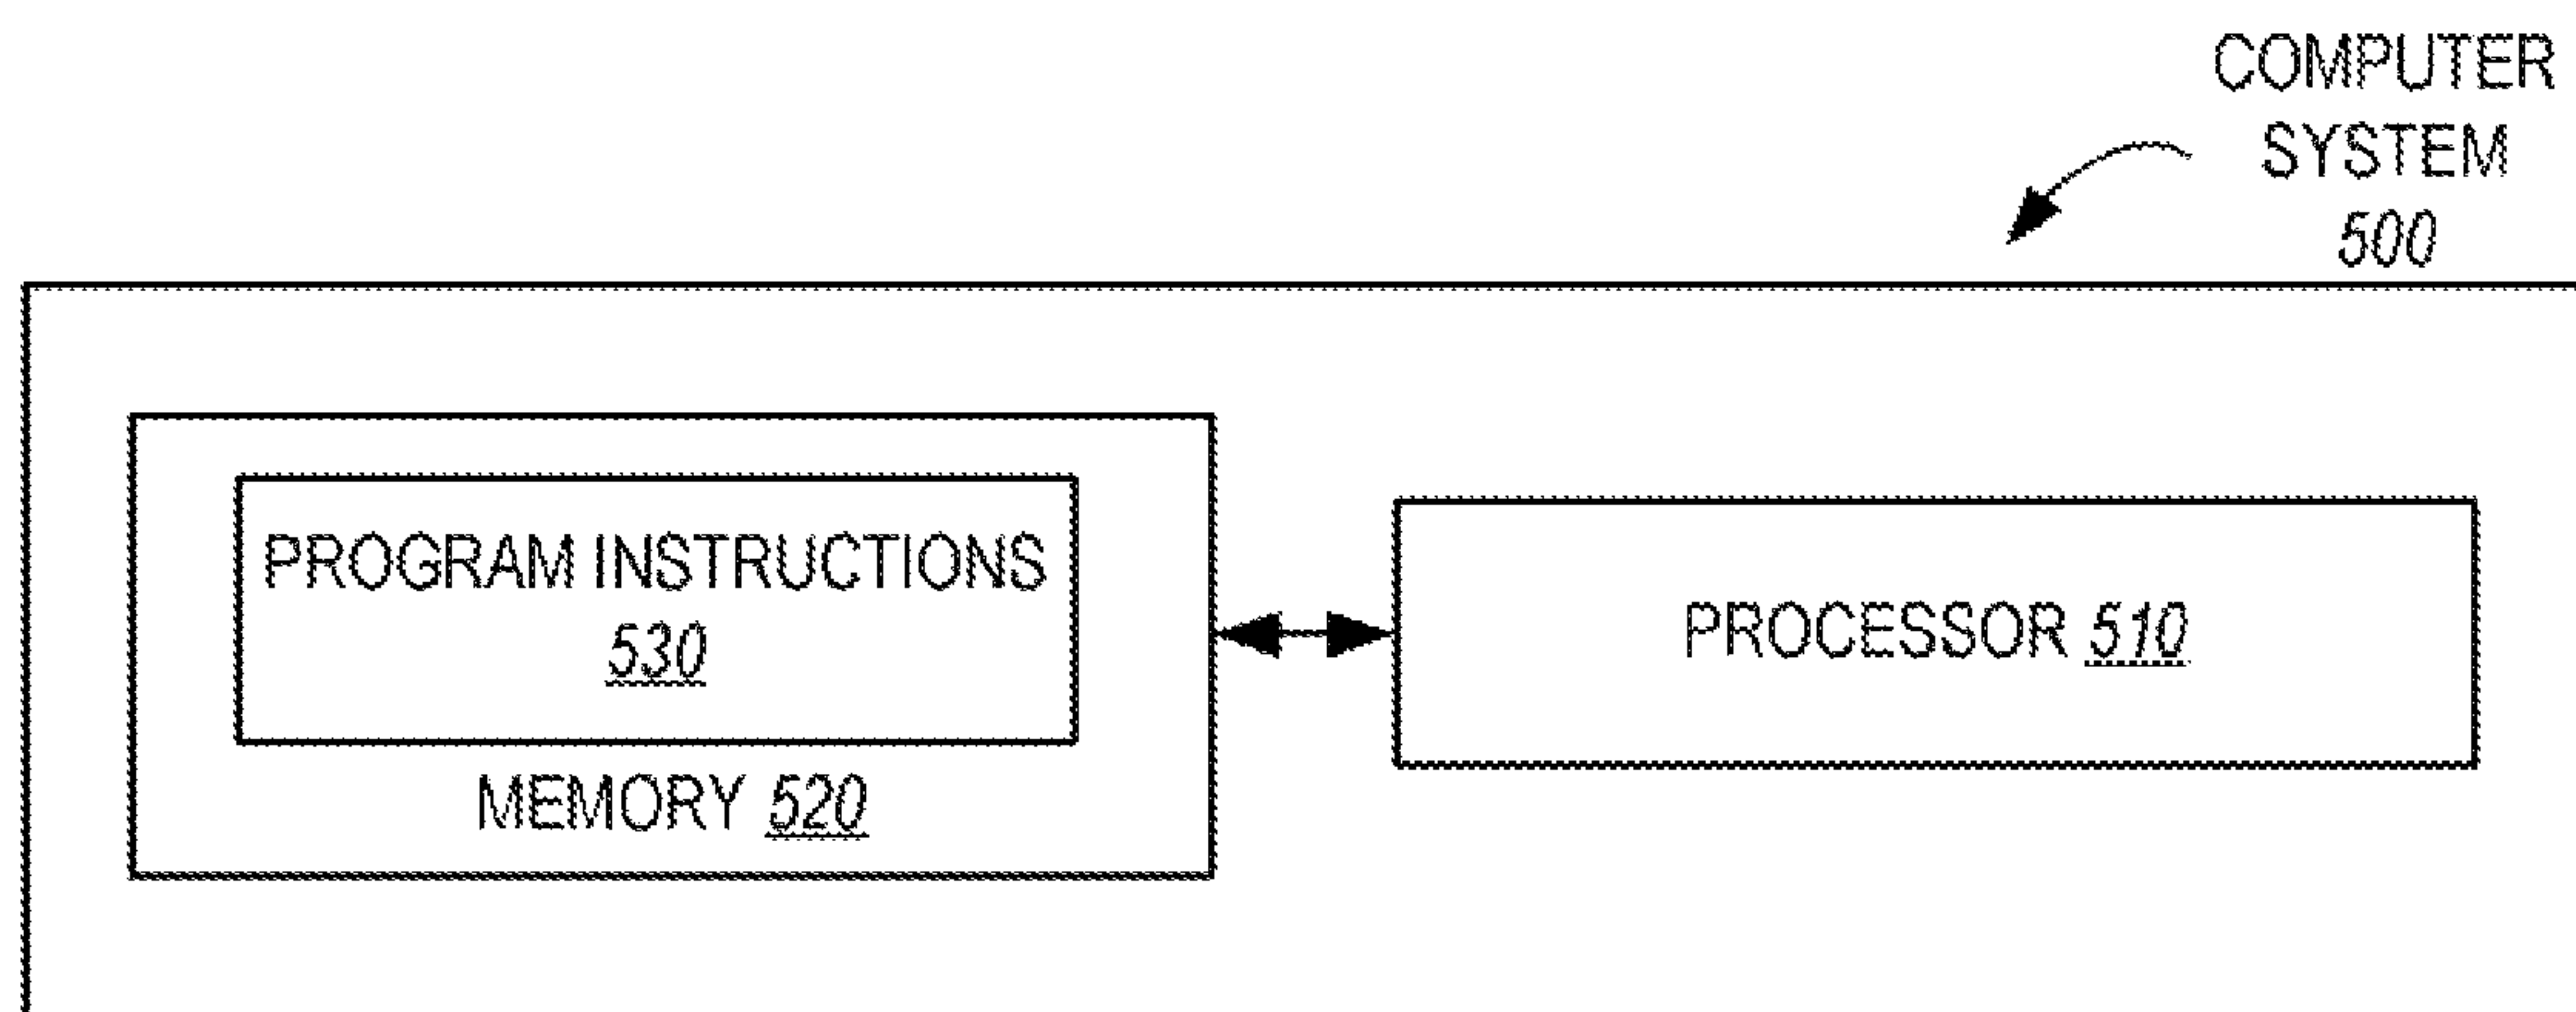 COMPUTER
SYSTEM
500
PROGRAM INSTRUCTIONS
530
MEMORY 520
PROCESSOR 510